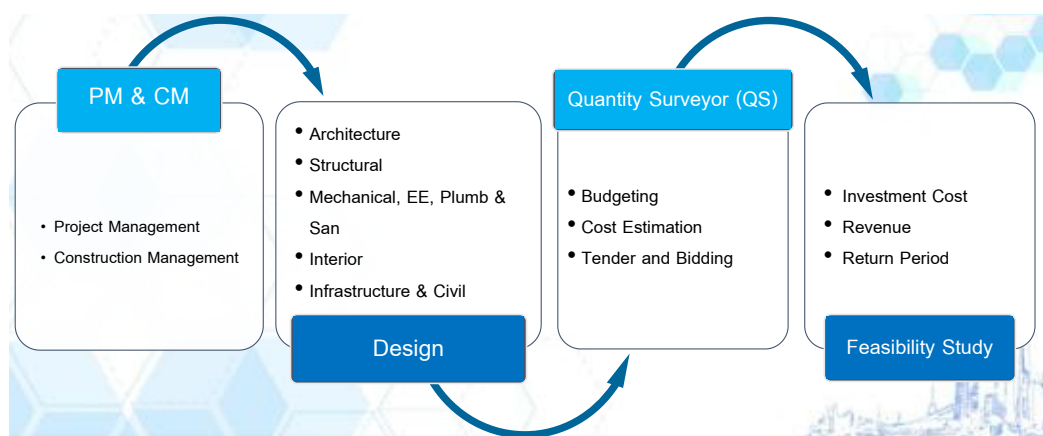 PM & CM
• Project Management
• Construction Management
• Architecture
• Structural
• Mechanical, EE, Plumb &
San
• Interior
• Infrastructure & Civil
Design
Quantity Surveyor (QS)
• Budgeting
• Cost Estimation
• Tender and Bidding
• Investment Cost
• Revenue
• Return Period
Feasibility Study